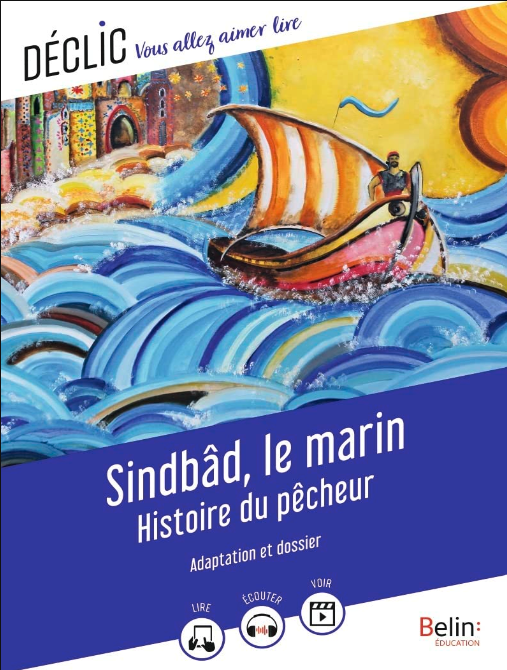 DÉCLIC Vous allez aimer lire
Sindbâd, le marin
Histoire du pêcheur
Adaptation et dossier
LIRE ÉCOUTER VOIR
Belin:
ÉDUCATION